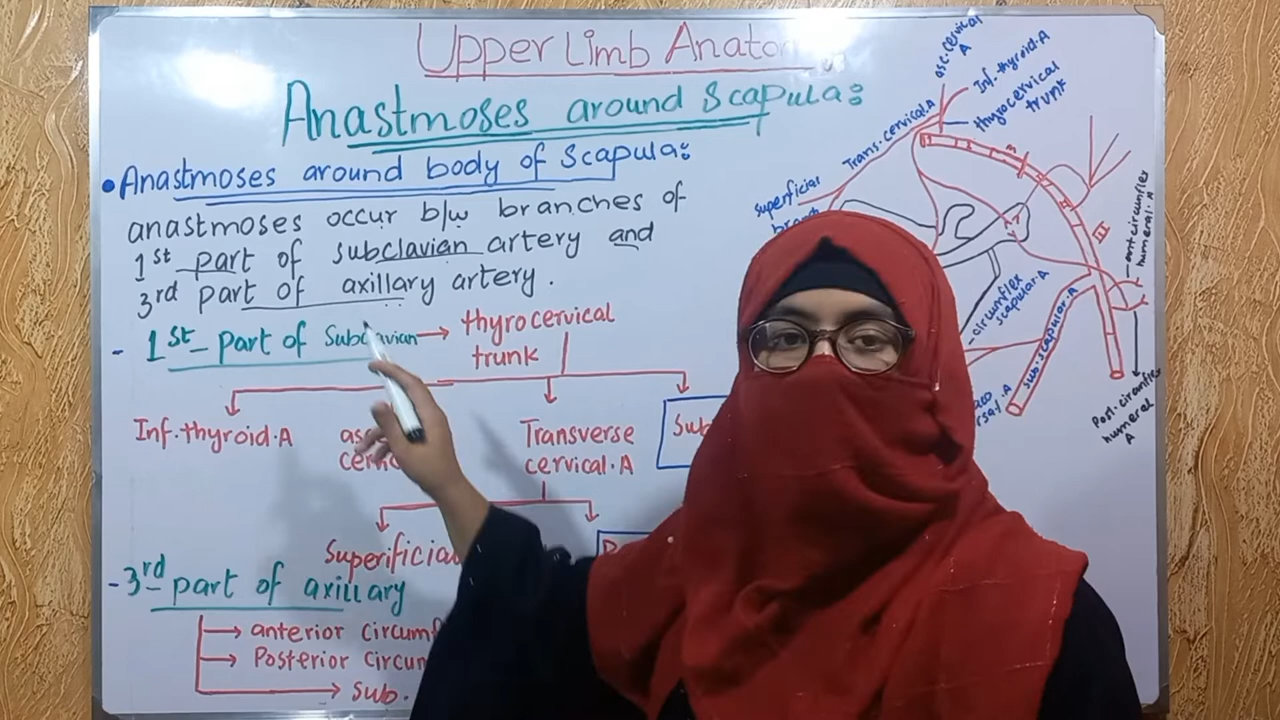 Upper Limb
Anastmoses around Scapula:
• Anastmoses around body of Scapula:
anastmoses occur b/w branches of
1st part of subclavian artery and
3rd part of axillary artery.
- 1st part of Subclavian → thyrocervical
trunk
Inf.thyroid.A
Transverse
cervical.A
Superificial
- 3rd part of axillary
→ anterior
→ Posterior
→ sub.
asc.cervical
A
Inf.thyroid.A
thyrocervical
trunk
Trans.cervical.A
superficial
ant circumflex
humeral.A
circumflex
scapular.A
sub.scapular.A
Post.circumflex
humeral
A